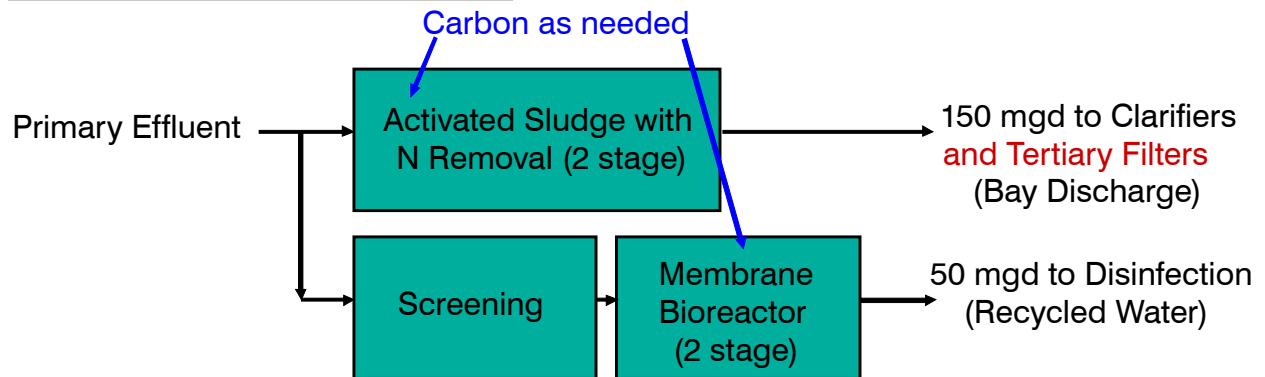 Carbon as needed
Primary Effluent
Activated Sludge with
N Removal (2 stage)
150 mgd to Clarifiers
and Tertiary Filters
(Bay Discharge)
Screening
Membrane
Bioreactor
(2 stage)
50 mgd to Disinfection
(Recycled Water)